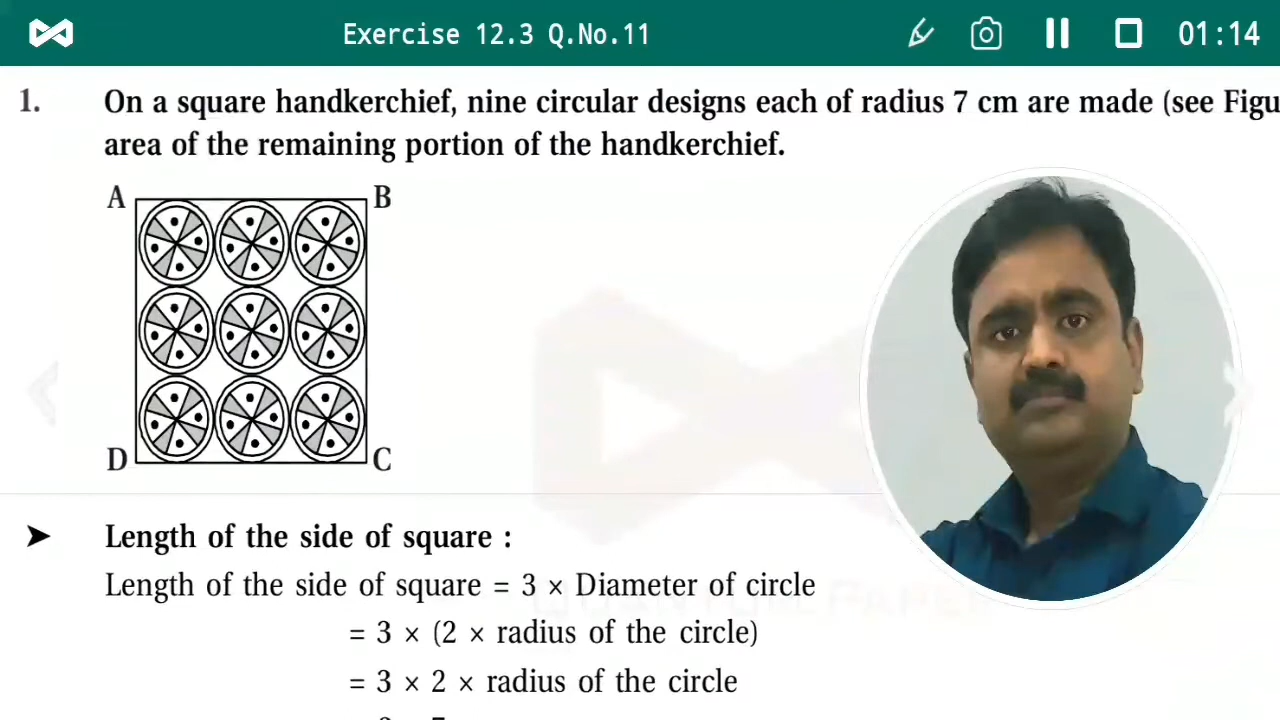 Exercise 12.3 Q.No.11
01:14
1. On a square handkerchief, nine circular designs each of radius 7 cm are made (see Figu
area of the remaining portion of the handkerchief.
A B
D C
➤ Length of the side of square :
Length of the side of square = 3 × Diameter of circle
= 3 × (2 × radius of the circle)
= 3 × 2 × radius of the circle